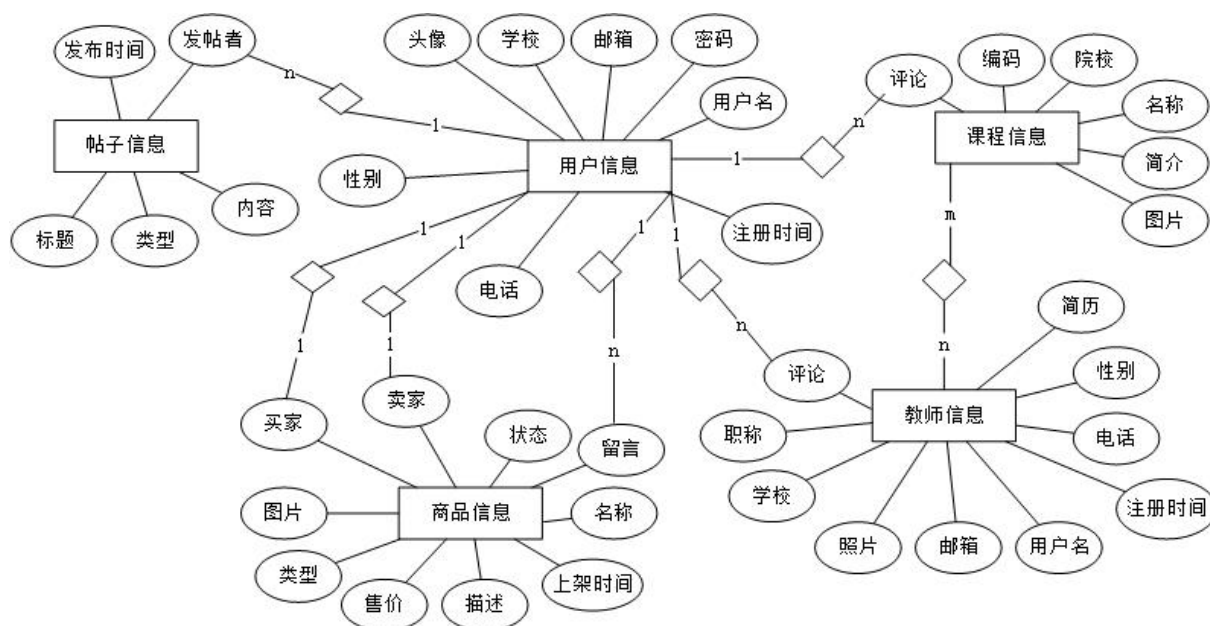 发布时间
发帖者
n
1
帖子信息
标题
类型
内容
头像
学校
邮箱
密码
用户名
用户信息
性别
电话
注册时间
1
n
评论
编码
院校
名称
课程信息
简介
图片
m
n
1
1
1
1
1
n
1
n
买家
卖家
状态
留言
图片
商品信息
名称
类型
售价
描述
上架时间
评论
简历
性别
教师信息
职称
电话
学校
注册时间
照片
邮箱
用户名